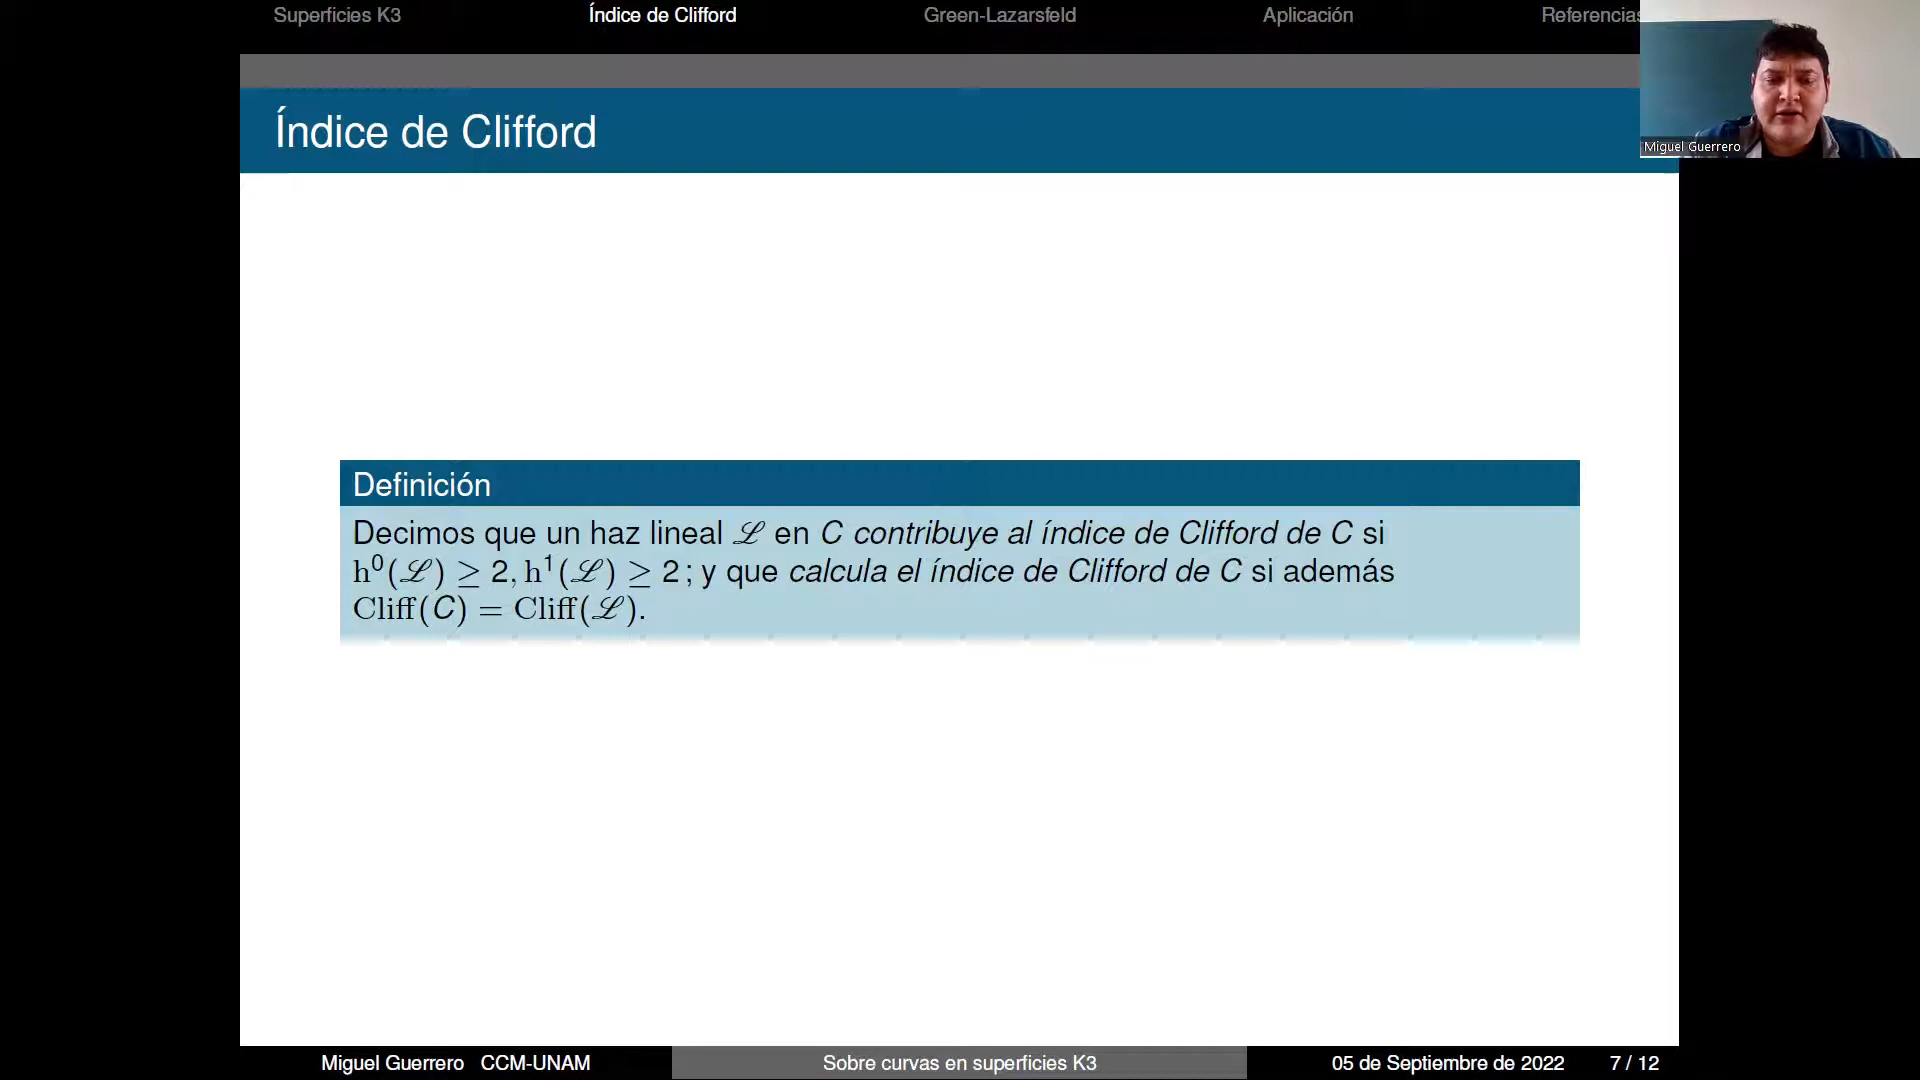 Superficies K3 Índice de Clifford Green-Lazarsfeld Aplicación Referencias
Índice de Clifford
Miguel Guerrero
Definición
Decimos que un haz lineal ℒ en C contribuye al índice de Clifford de C si
h⁰(ℒ) ≥ 2, h¹(ℒ) ≥ 2; y que calcula el índice de Clifford de C si además
Cliff(C) = Cliff(ℒ).
Miguel Guerrero CCM-UNAM Sobre curvas en superficies K3 05 de Septiembre de 2022 7 / 12